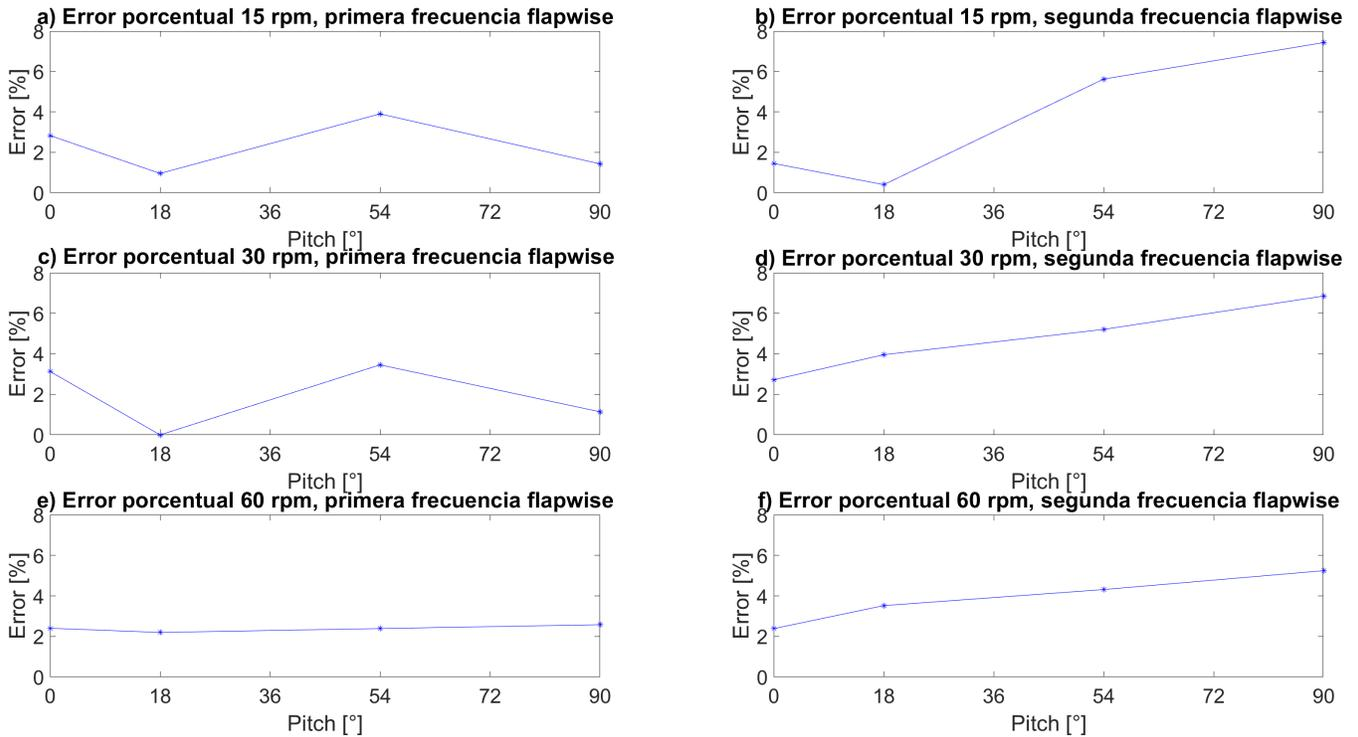 a) Error porcentual 15 rpm, primera frecuencia flapwise
8
6
4
2
0
Error [%]
0 18 36 54 72 90
Pitch [°]
b) Error porcentual 15 rpm, segunda frecuencia flapwise
8
6
4
2
0
Error [%]
0 18 36 54 72 90
Pitch [°]
c) Error porcentual 30 rpm, primera frecuencia flapwise
8
6
4
2
0
Error [%]
0 18 36 54 72 90
Pitch [°]
d) Error porcentual 30 rpm, segunda frecuencia flapwise
8
6
4
2
0
Error [%]
0 18 36 54 72 90
Pitch [°]
e) Error porcentual 60 rpm, primera frecuencia flapwise
8
6
4
2
0
Error [%]
0 18 36 54 72 90
Pitch [°]
f) Error porcentual 60 rpm, segunda frecuencia flapwise
8
6
4
2
0
Error [%]
0 18 36 54 72 90
Pitch [°]